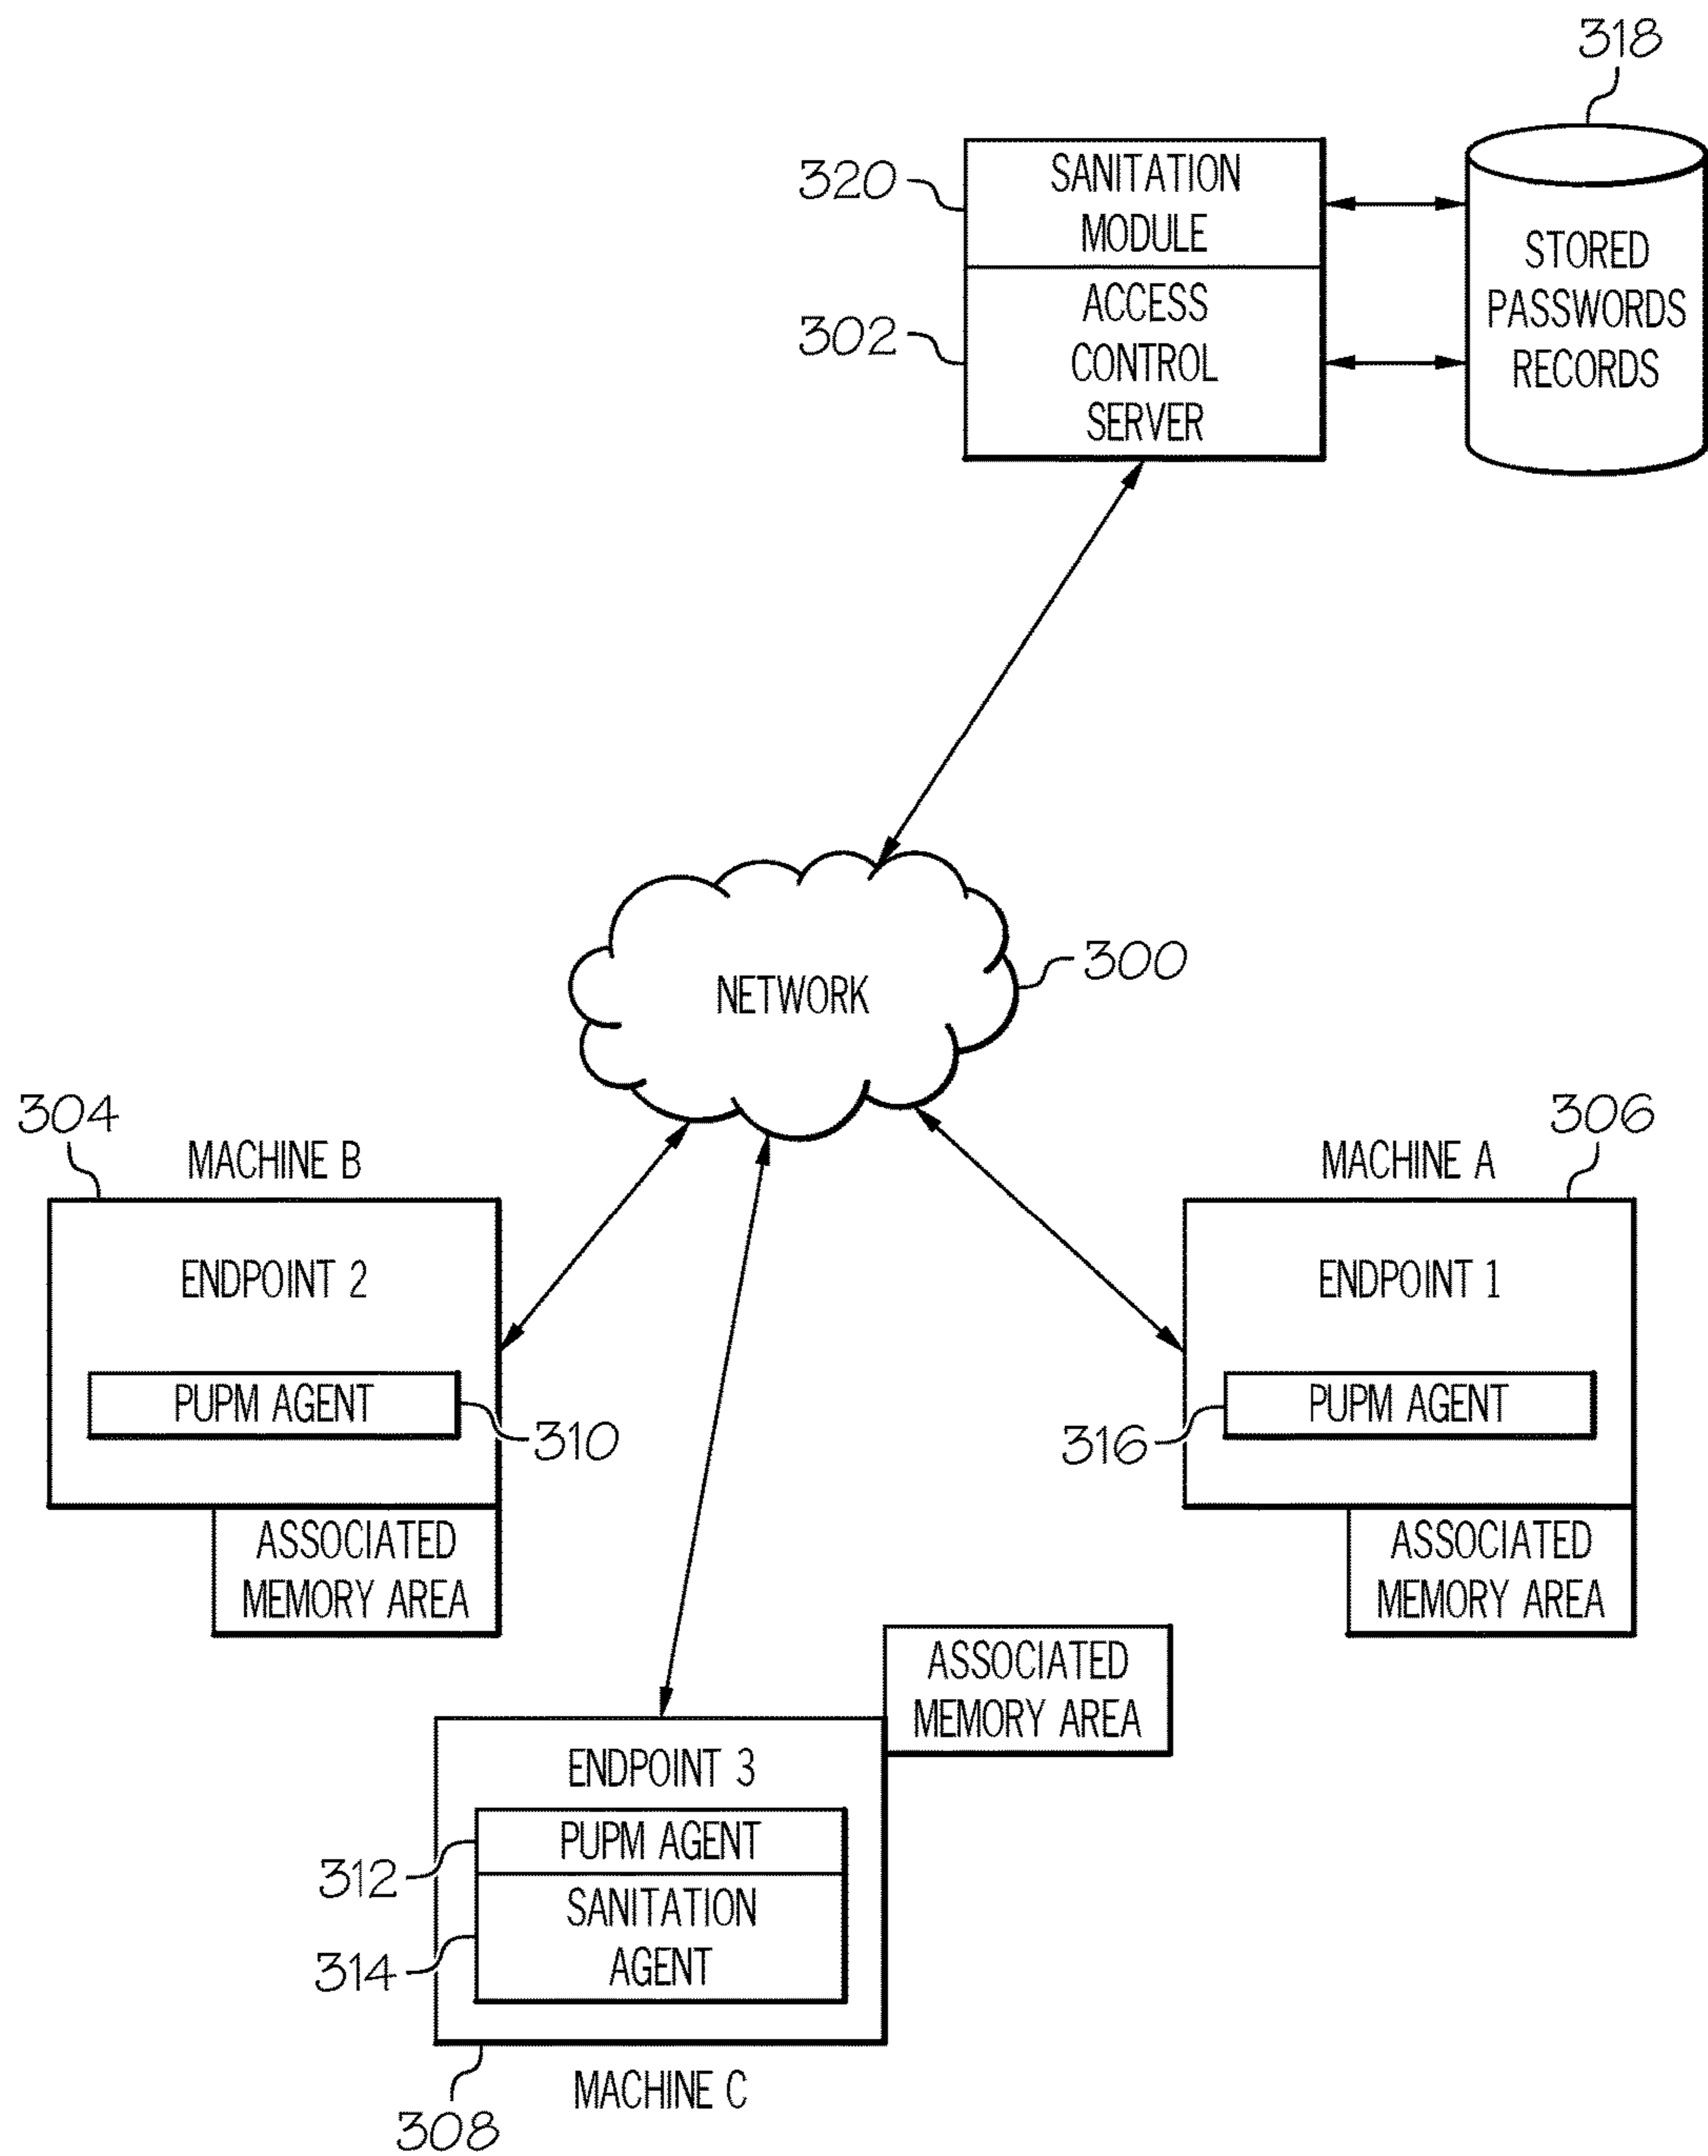 318
320
SANITATION
MODULE
302
ACCESS
CONTROL
SERVER
STORED
PASSWORDS
RECORDS
NETWORK
300
304
MACHINE B
ENDPOINT 2
PUPM AGENT
310
ASSOCIATED
MEMORY AREA
306
MACHINE A
ENDPOINT 1
PUPM AGENT
316
ASSOCIATED
MEMORY AREA
ASSOCIATED
MEMORY AREA
ENDPOINT 3
PUPM AGENT
312
SANITATION
AGENT
314
MACHINE C
308